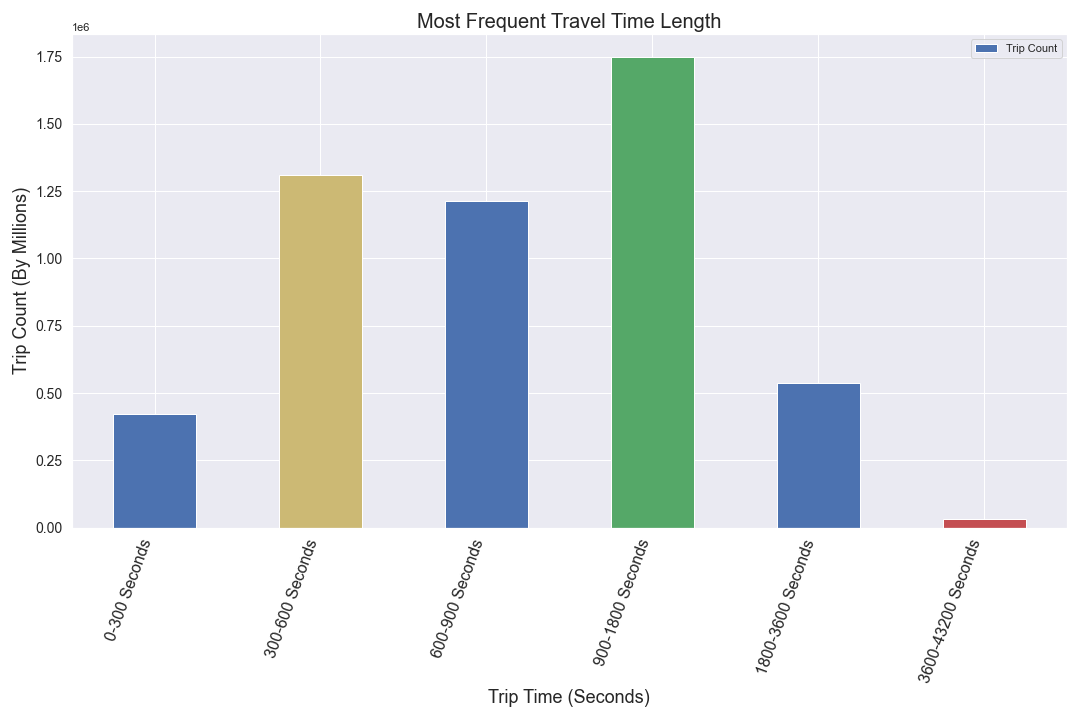 Most Frequent Travel Time Length
1e6
Trip Count
1.75
1.50
1.25
1.00
0.75
0.50
0.25
0.00
Trip Count (By Millions)
0-300 Seconds
300-600 Seconds
600-900 Seconds
900-1800 Seconds
1800-3600 Seconds
3600-43200 Seconds
Trip Time (Seconds)